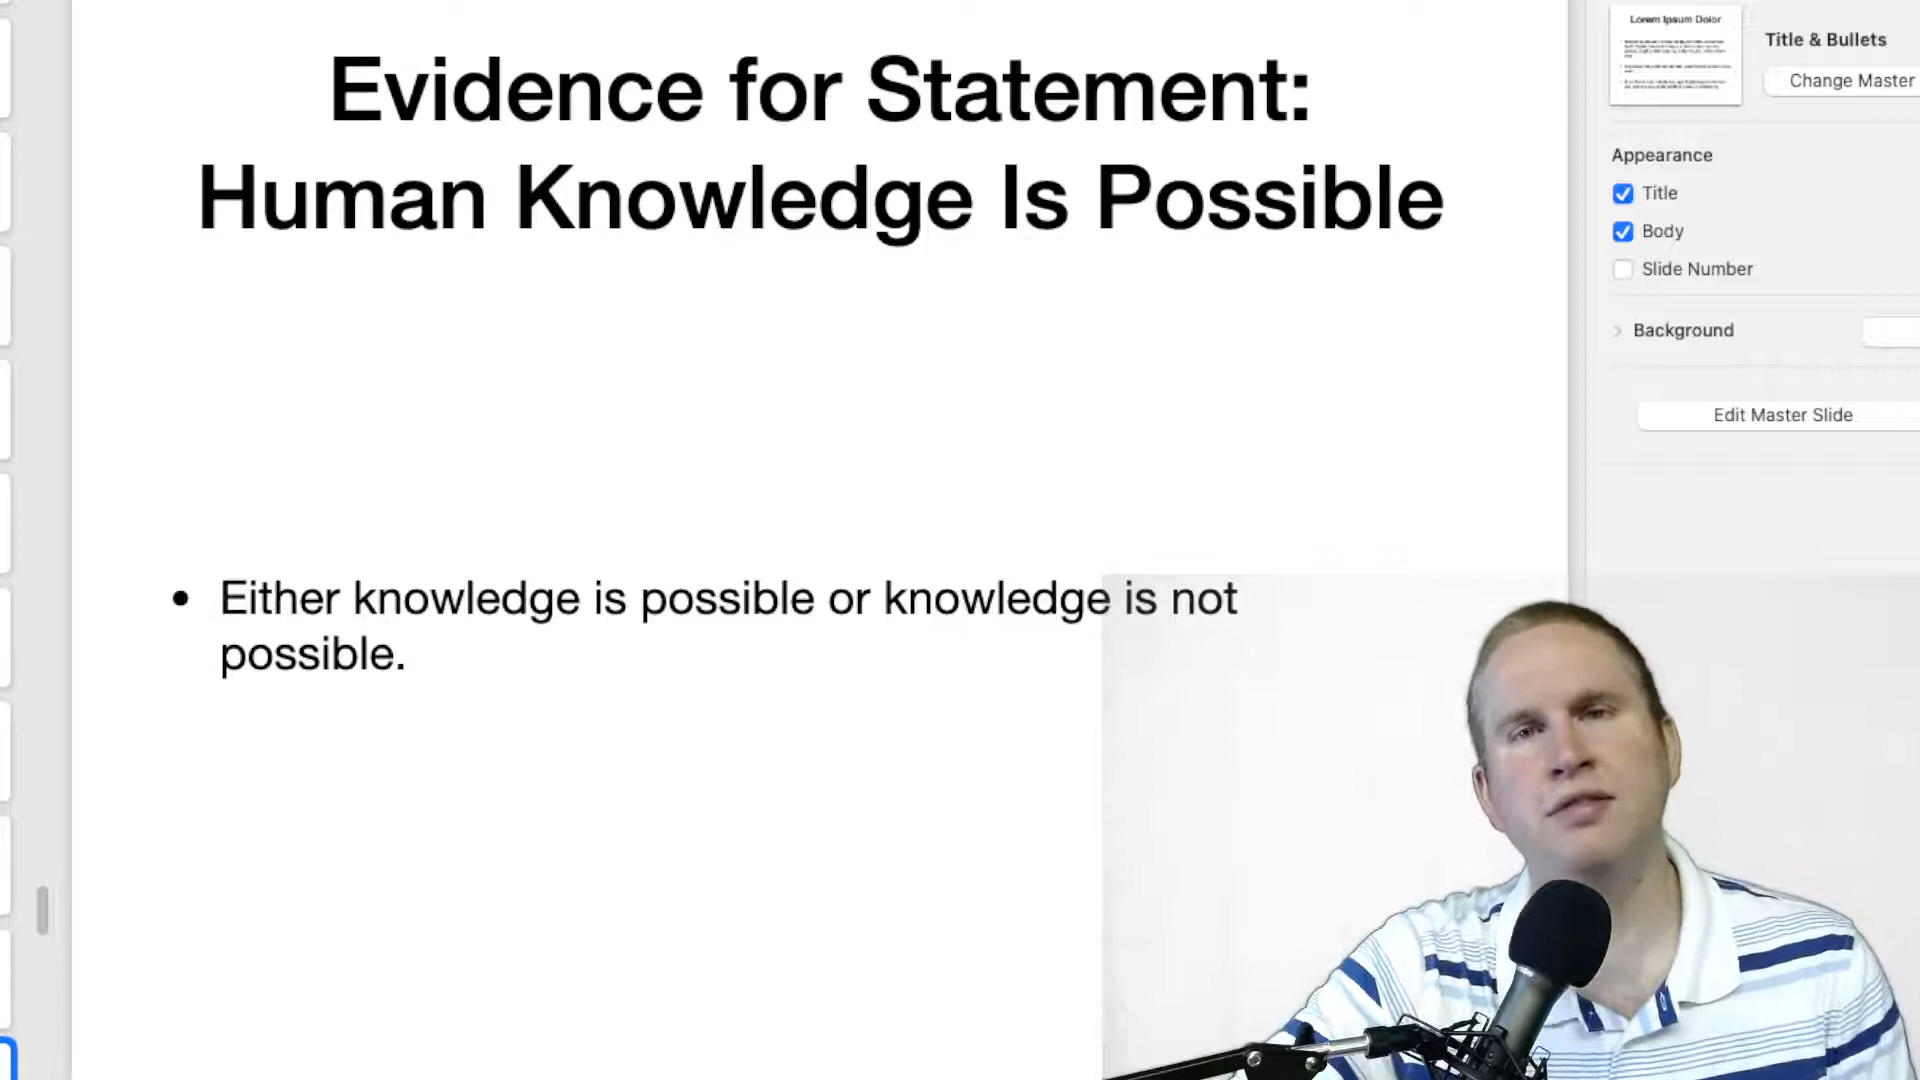 Evidence for Statement:
Human Knowledge Is Possible
Either knowledge is possible or knowledge is not
possible.
Lorem Ipsum Dolor
Title & Bullets
Change Master
Appearance
Title
Body
Slide Number
Background
Edit Master Slide